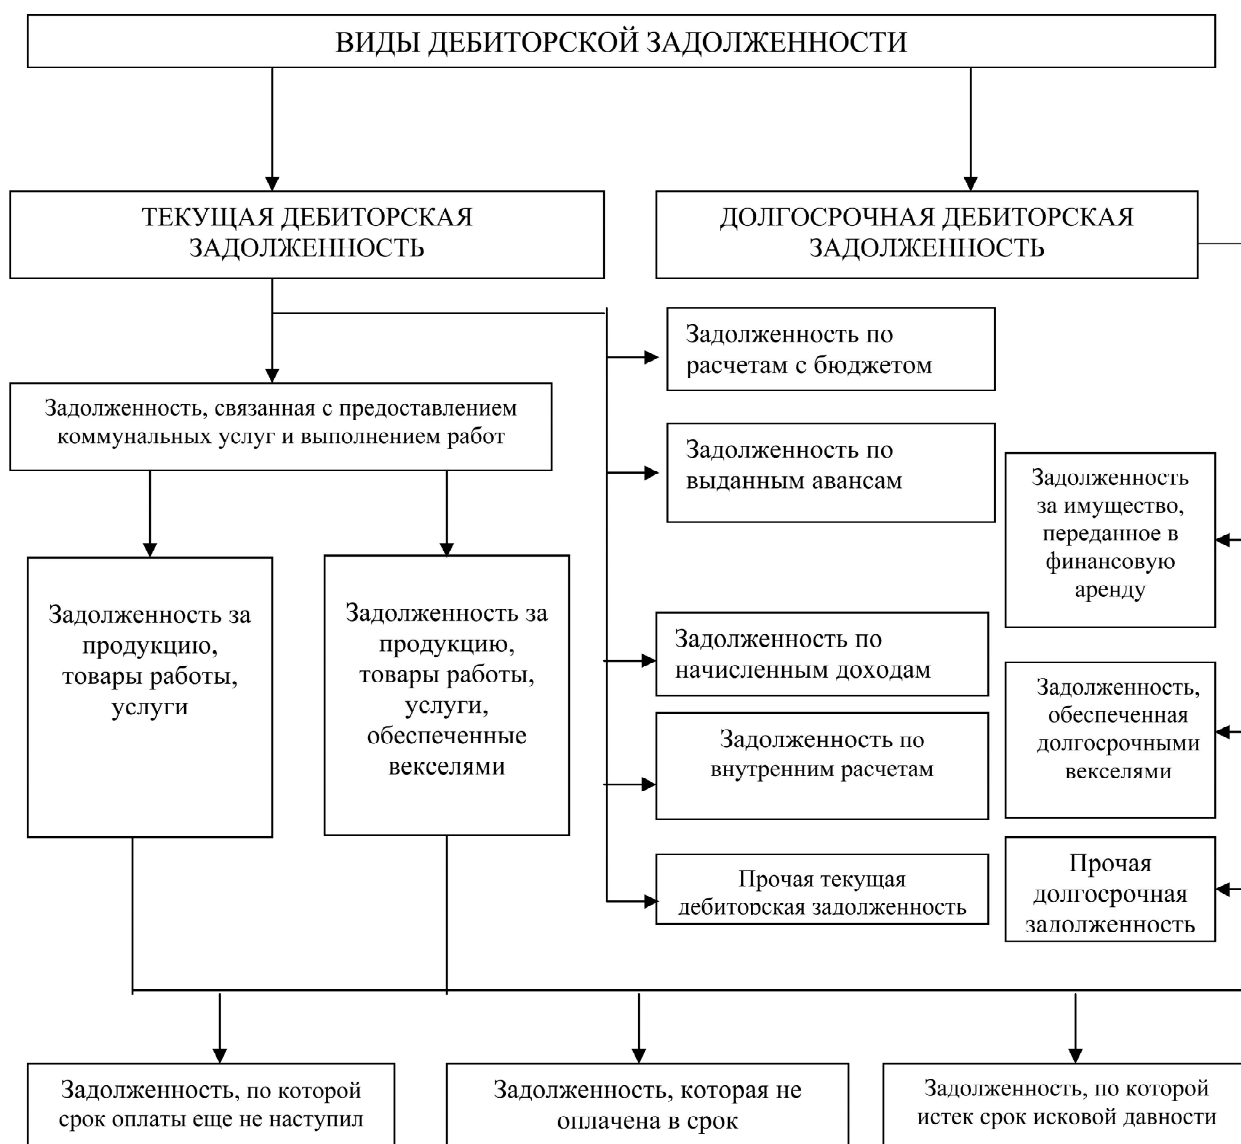 ВИДЫ ДЕБИТОРСКОЙ ЗАДОЛЖЕННОСТИ
ТЕКУЩАЯ ДЕБИТОРСКАЯ
ЗАДОЛЖЕННОСТЬ
ДОЛГОСРОЧНАЯ ДЕБИТОРСКАЯ
ЗАДОЛЖЕННОСТЬ
Задолженность, связанная с предоставлением
коммунальных услуг и выполнением работ
Задолженность за
продукцию,
товары работы,
услуги
Задолженность за
продукцию,
товары работы,
услуги,
обеспеченные
векселями
Задолженность по
расчетам с бюджетом
Задолженность по
выданным авансам
Задолженность по
начисленным доходам
Задолженность по
внутренним расчетам
Прочая текущая
дебиторская задолженность
Задолженность
за имущество,
переданное в
финансовую
аренду
Задолженность,
обеспеченная
долгосрочными
векселями
Прочая
долгосрочная
задолженность
Задолженность, по которой
срок оплаты еще не наступил
Задолженность, которая не
оплачена в срок
Задолженность, по которой
истек срок исковой давности